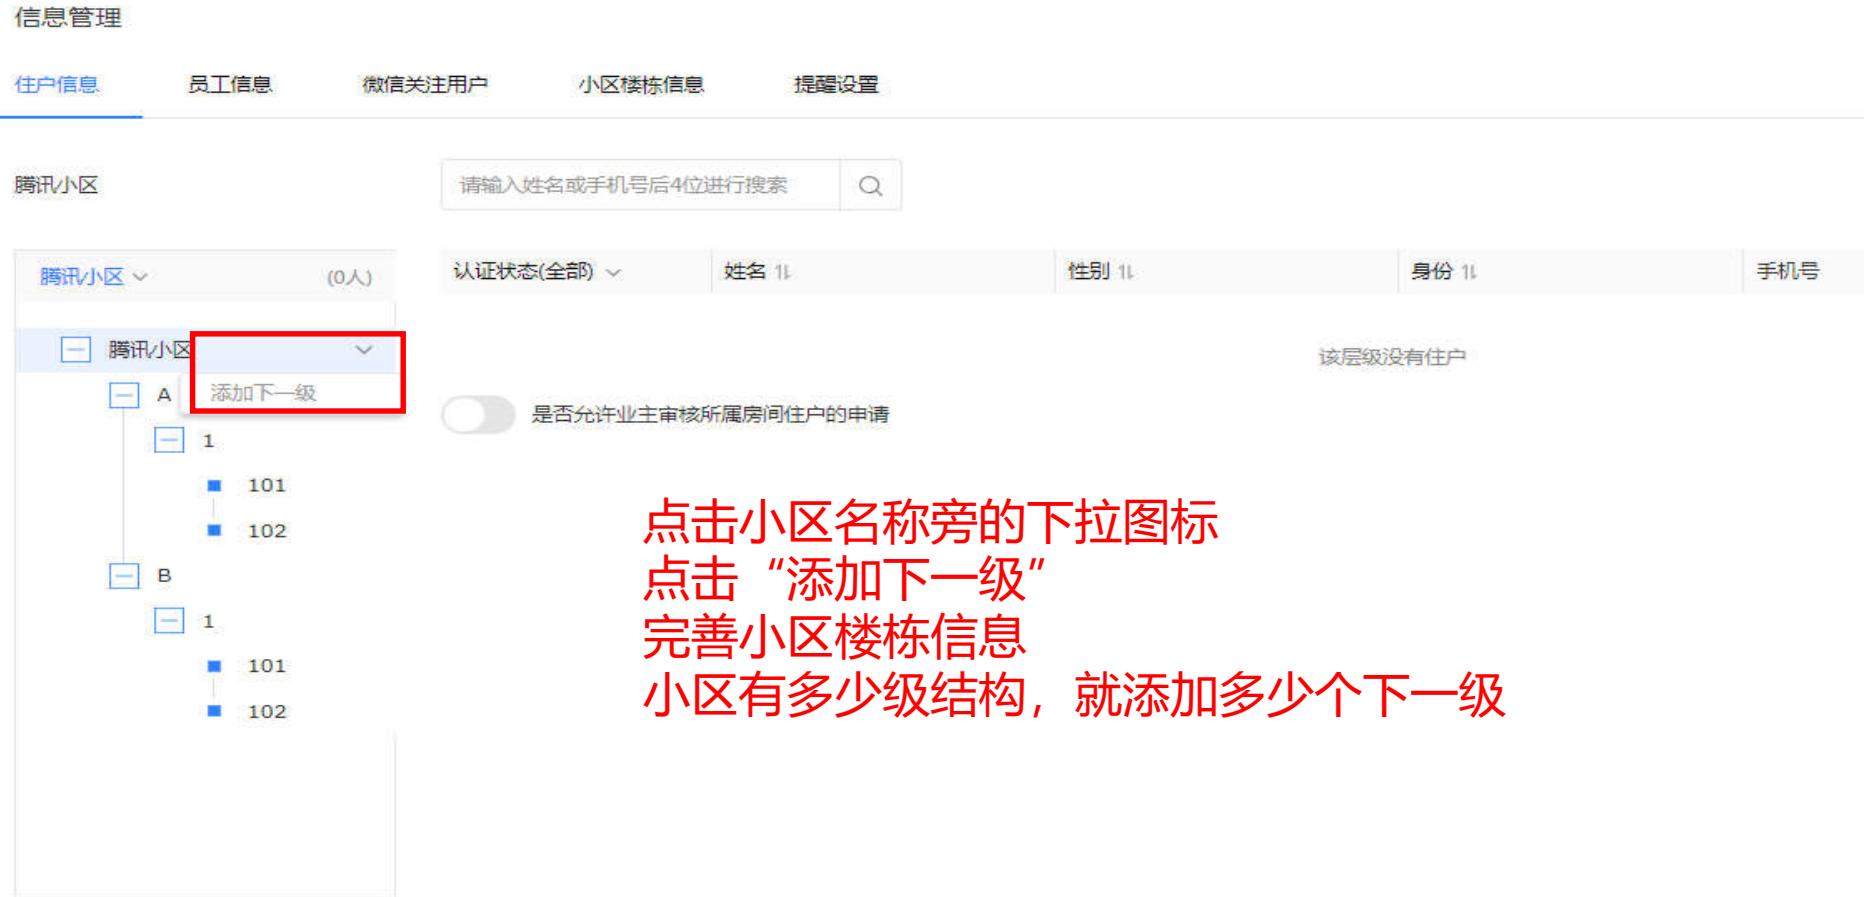 信息管理
住户信息 员工信息 微信关注用户 小区楼栋信息 提醒设置
腾讯小区 请输入姓名或手机号后4位进行搜索
腾讯小区 (0人) 认证状态(全部) 姓名 性别 身份 手机号
腾讯小区
该层级没有住户
A 添加下一级
是否允许业主审核所属房间住户的申请
1
101
102
B
1
101
102
点击小区名称旁的下拉图标
点击“添加下一级”
完善小区楼栋信息
小区有多少级结构，就添加多少个下一级